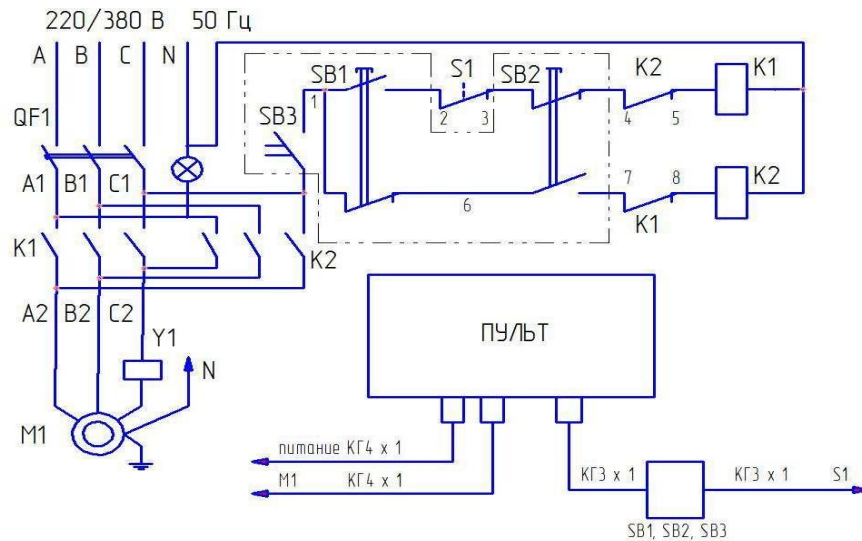 220/380 В 50 Гц
A B C N
QF1
A1 B1 C1
K1
A2 B2 C2
Y1
N
M1
SB3
K2
1
SB1
S1
SB2
K2
K1
2 3
4 5
6
7 8
K1
K2
ПУЛЬТ
питание КГ4 х 1
М1 КГ4 х 1
КГ3 х 1
КГ3 х 1
S1
SB1, SB2, SB3